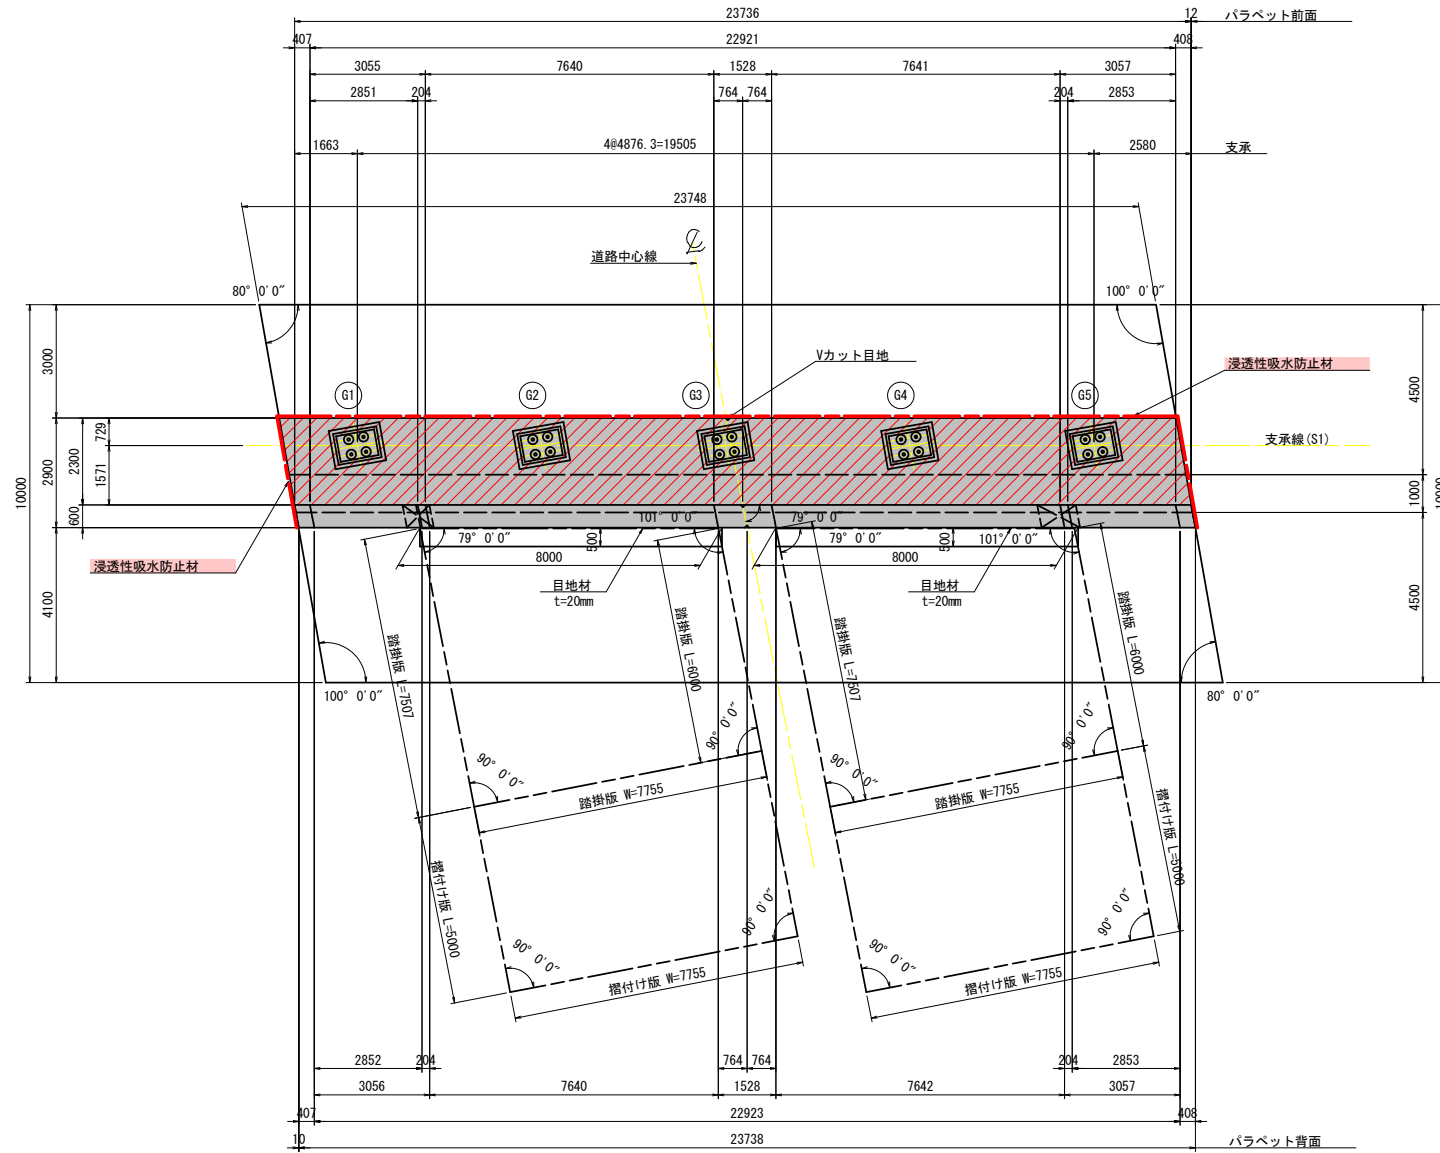 23736
12
パラペット前面
407
22921
408
3055
7640
1528
7641
3057
2851
204
764
764
204
2853
1663
4@4876.3=19505
2580
支承
23748
道路中心線
80° 0'0"
100° 0'0"
Vカット目地
浸透性吸水防止材
G1
G2
G3
G4
G5
支承線(S1)
3000
729
2300
1571
2900
600
10000
4100
4500
1000
10000
4500
浸透性吸水防止材
79° 0'0"
101° 0'0"
500
8000
79° 0'0"
79° 0'0"
500
101° 0'0"
8000
目地材
t=20mm
目地材
t=20mm
踏掛版 L=7507
踏掛版 L=6000
踏掛版 L=7507
踏掛版 L=6000
100° 0'0"
80° 0'0"
90° 0'0"
90° 0'0"
90° 0'0"
90° 0'0"
踏掛版 W=7755
踏掛版 W=7755
摺付け版 L=5000
摺付け版 L=5000
90° 0'0"
90° 0'0"
90° 0'0"
90° 0'0"
摺付け版 W=7755
摺付け版 W=7755
2852
204
764
764
204
2853
3056
7640
1528
7642
3057
407
22923
408
10
23738
パラペット背面